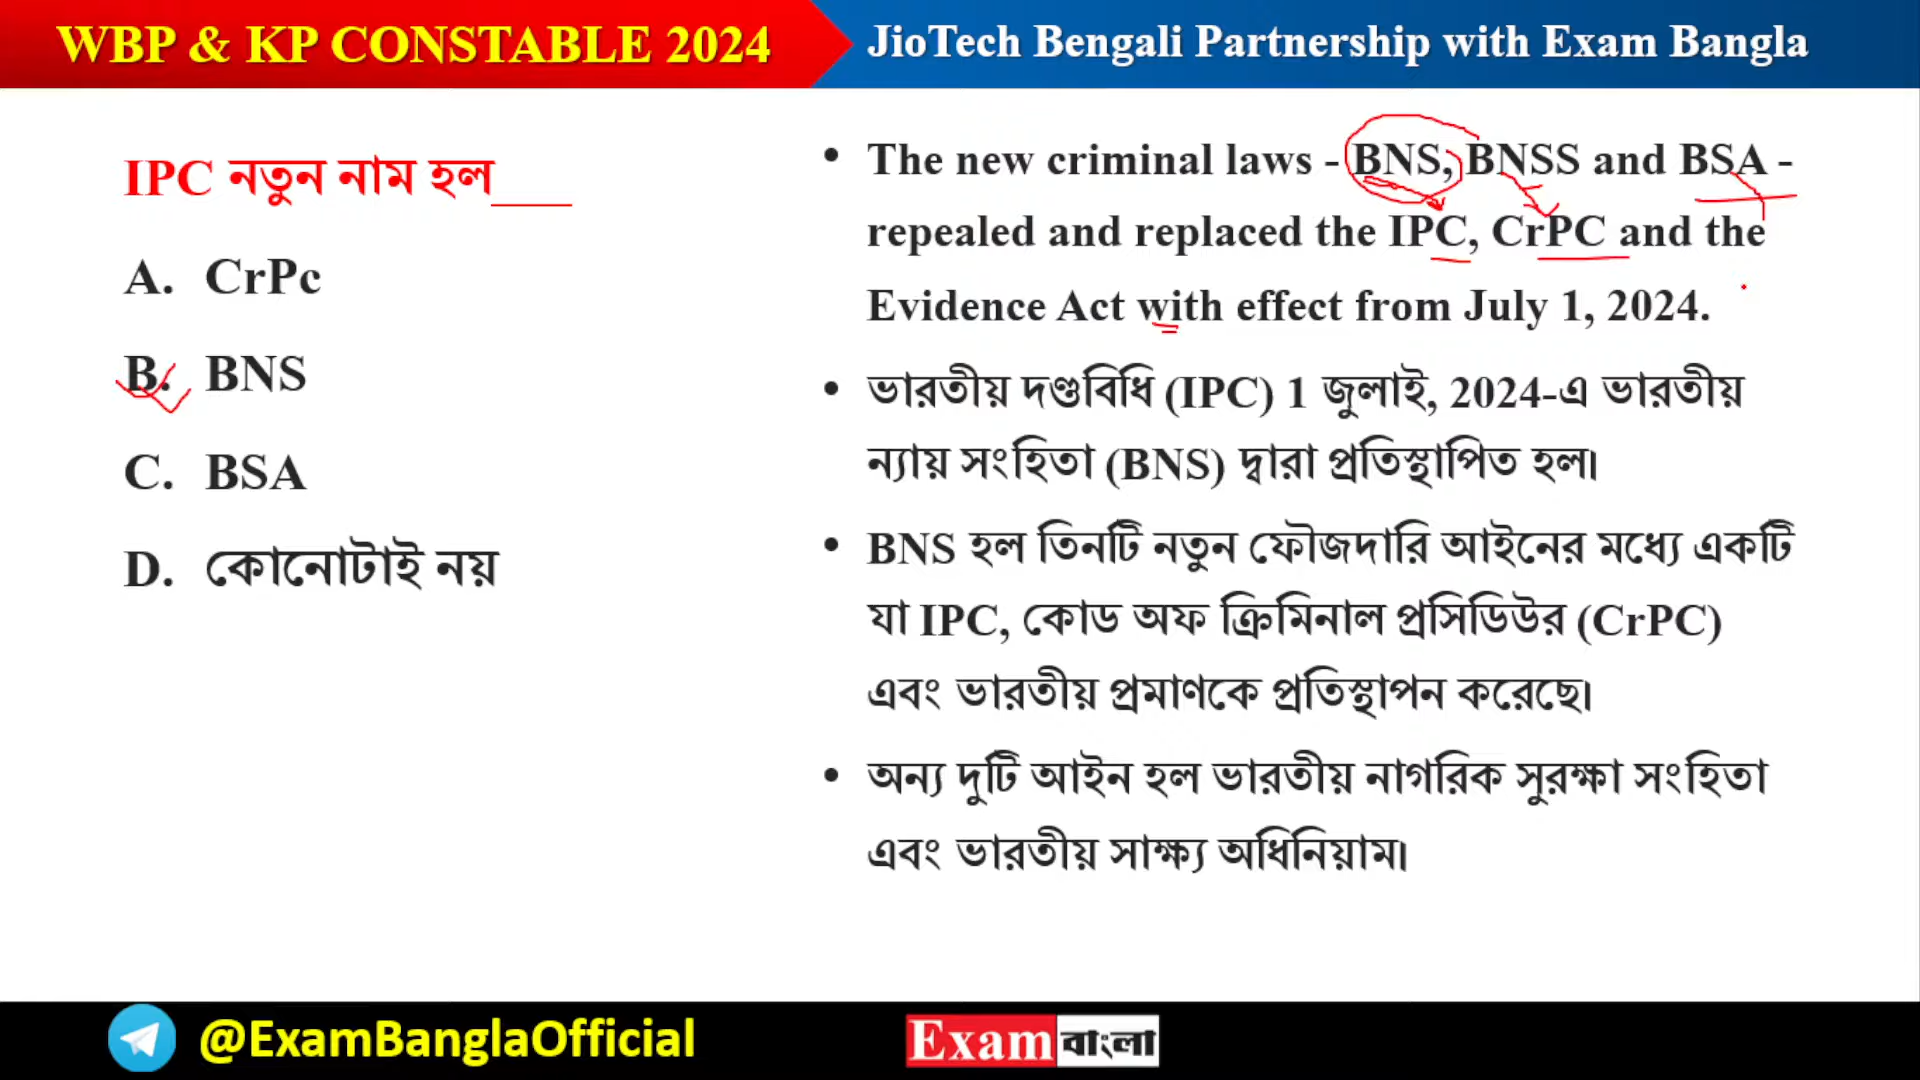 WBP & KP CONSTABLE 2024
JioTech Bengali Partnership with Exam Bangla
IPC নতুন নাম হল___
A. CrPc
B. BNS
C. BSA
D. কোনোটাই নয়
• The new criminal laws - BNS, BNSS and BSA -
repealed and replaced the IPC, CrPC and the
Evidence Act with effect from July 1, 2024.
• ভারতীয় দণ্ডবিধি (IPC) 1 জুলাই, 2024-এ ভারতীয়
ন্যায় সংহিতা (BNS) দ্বারা প্রতিস্থাপিত হল।
• BNS হল তিনটি নতুন ফৌজদারি আইনের মধ্যে একটি
যা IPC, কোড অফ ক্রিমিনাল প্রসিডিউর (CrPC)
এবং ভারতীয় প্রমাণকে প্রতিস্থাপন করেছে।
• অন্য দুটি আইন হল ভারতীয় নাগরিক সুরক্ষা সংহিতা
এবং ভারতীয় সাক্ষ্য অধিনিয়াম।
@ExamBanglaOfficial
Exam বাংলা